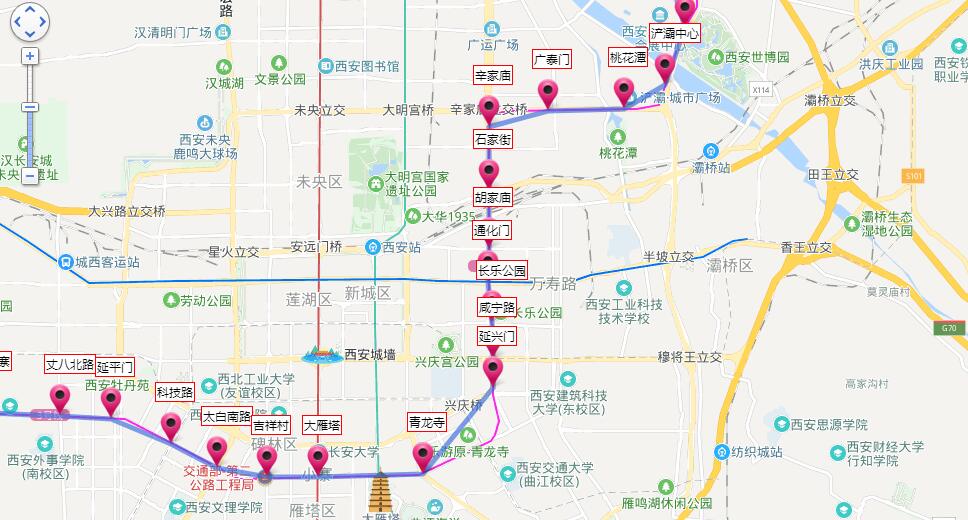 汉清明门广场
汉城湖
文景公园
西安图书馆
广运广场
浐灞中心
西安世博园
洪庆工业园
辛家庙
广泰门
桃花潭
浐灞·城市广场
X114
灞桥立交
未央立交
大明宫桥
西安未央
鹿鸣大球场
石家街
桃花潭
灞桥站
田王立交
S101
未央区
大明宫国家
遗址公园
胡家庙
大兴路立交桥
大华1935
通化门
灞桥生态
湿地公园
星火立交
安远门桥
西安站
半坡立交
香王立交
城西客运站
长乐公园
灞桥区
万寿路
莫灵庙村
劳动公园
莲湖区
新城区
咸宁路
长乐公园
西安工业科技
技术学校
延兴门
G70
西安城墙
兴庆宫公园
穆将王立交
丈八北路
延平门
西安牡丹苑
西北工业大学
(友谊校区)
高家沟村
科技路
西安建筑科技
大学(东校区)
兴庆桥
太白南路
吉祥村
大雁塔
青龙寺
碑林区
西安思源学院
西安外事学院
(南校区)
长安大学
乐游原·青龙寺
纺织城站
西安财经大学
行知学院
交通部·第二
公路工程局
小寨
西安交通大学
(曲江校区)
西安文理学院
雁塔区
大雁塔
雁鸣湖休闲公园